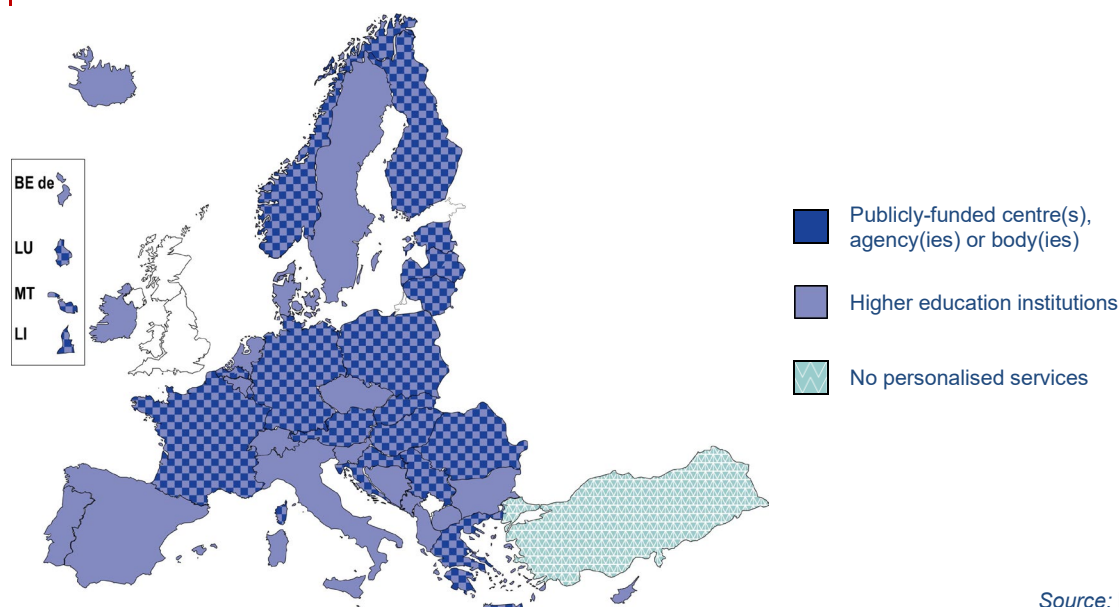 BE de
LU
MT
LI
Publicly-funded centre(s),
agency(ies) or body(ies)
Higher education institutions
No personalised services
Source: